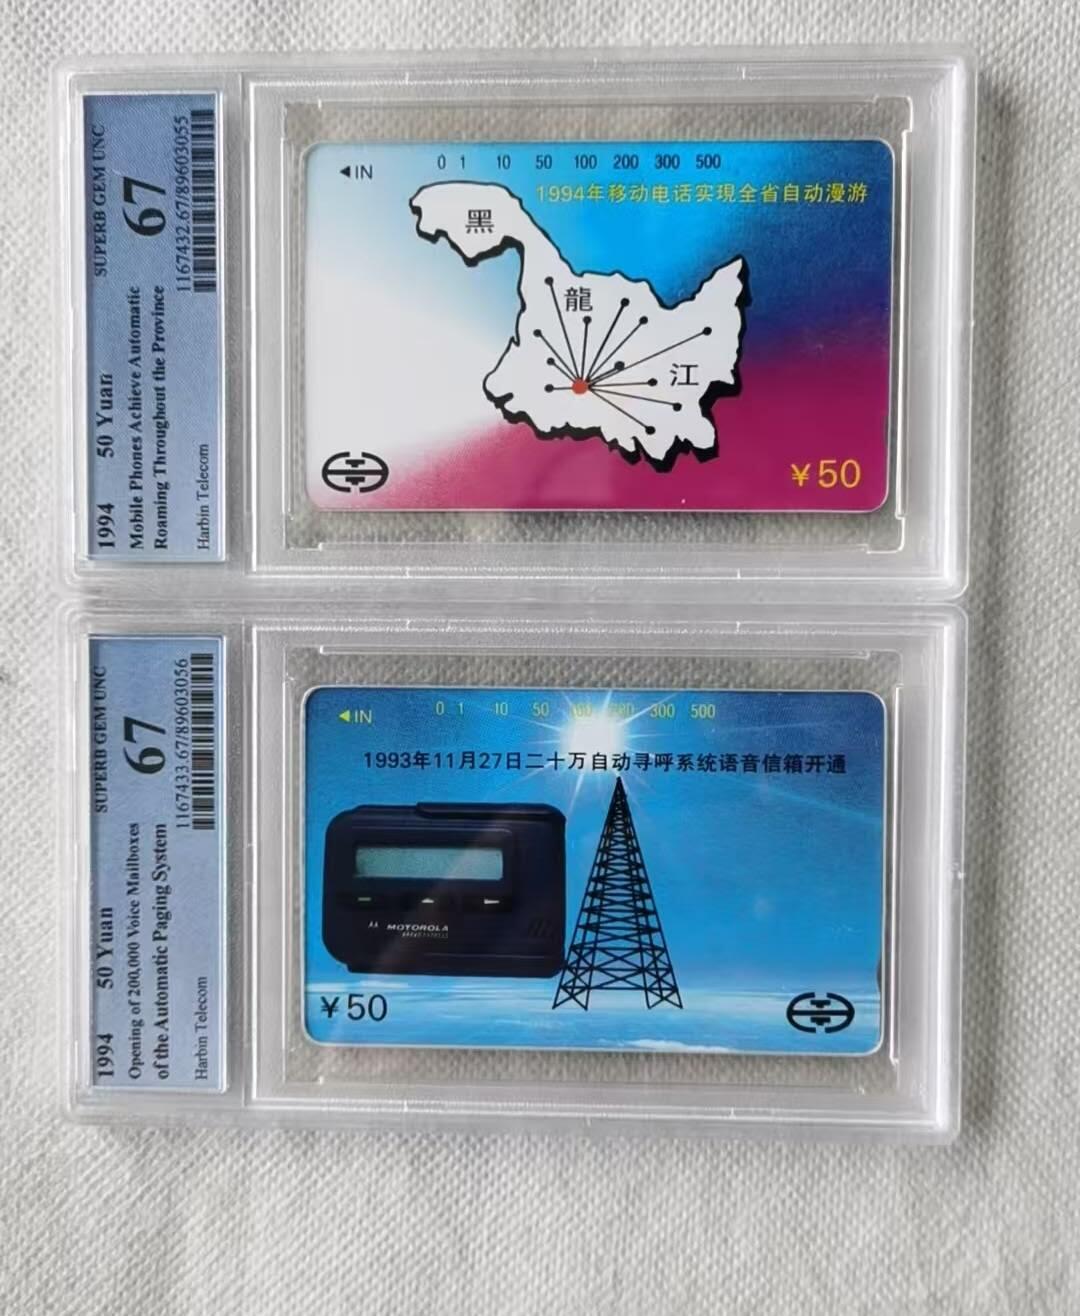 SUPERB GEM UNC
67
1167432.67/89603055
1994 50 Yuan
Mobile Phones Achieve Automatic
Roaming Throughout the Province
Harbin Telecom
◀IN 0 1 10 50 100 200 300 500
1994年移动电话实現全省自动漫游
黑
龍
江
￥50
SUPERB GEM UNC
67
1167433.67/89603056
1994 50 Yuan
Opening of 200,000 Voice Mailboxes
of the Automatic Paging System
Harbin Telecom
◀IN 0 1 10 50 100 200 300 500
1993年11月27日二十万自动寻呼系统语音信箱开通
MOTOROLA
￥50